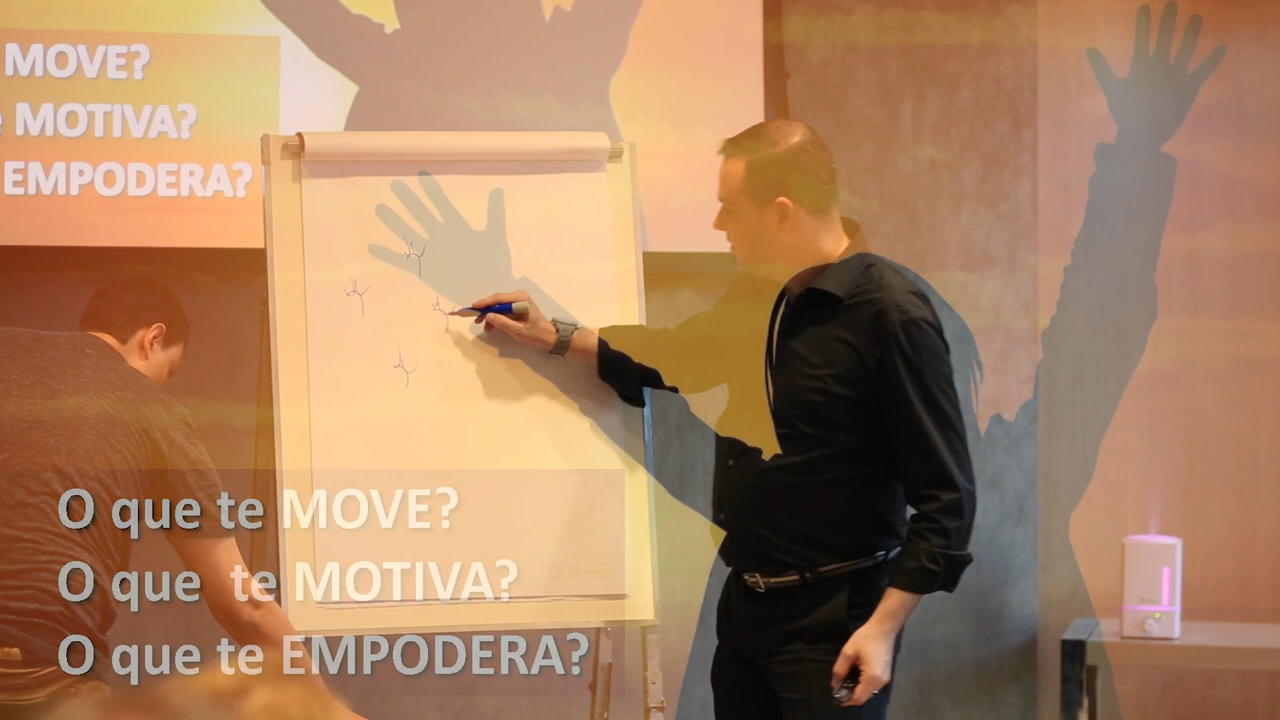 MOVE?
MOTIVA?
EMPODERA?
O que te MOVE?
O que te MOTIVA?
O que te EMPODERA?